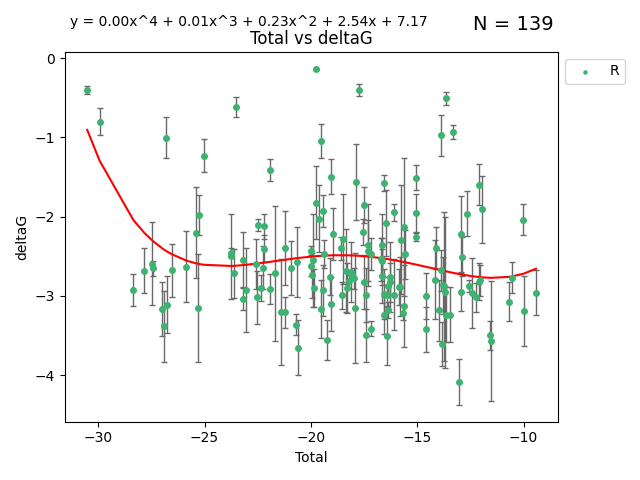 y = 0.00x^4 + 0.01x^3 + 0.23x^2 + 2.54x + 7.17
N = 139
Total vs deltaG
R
deltaG
0
−1
−2
−3
−4
−30
−25
−20
−15
−10
Total